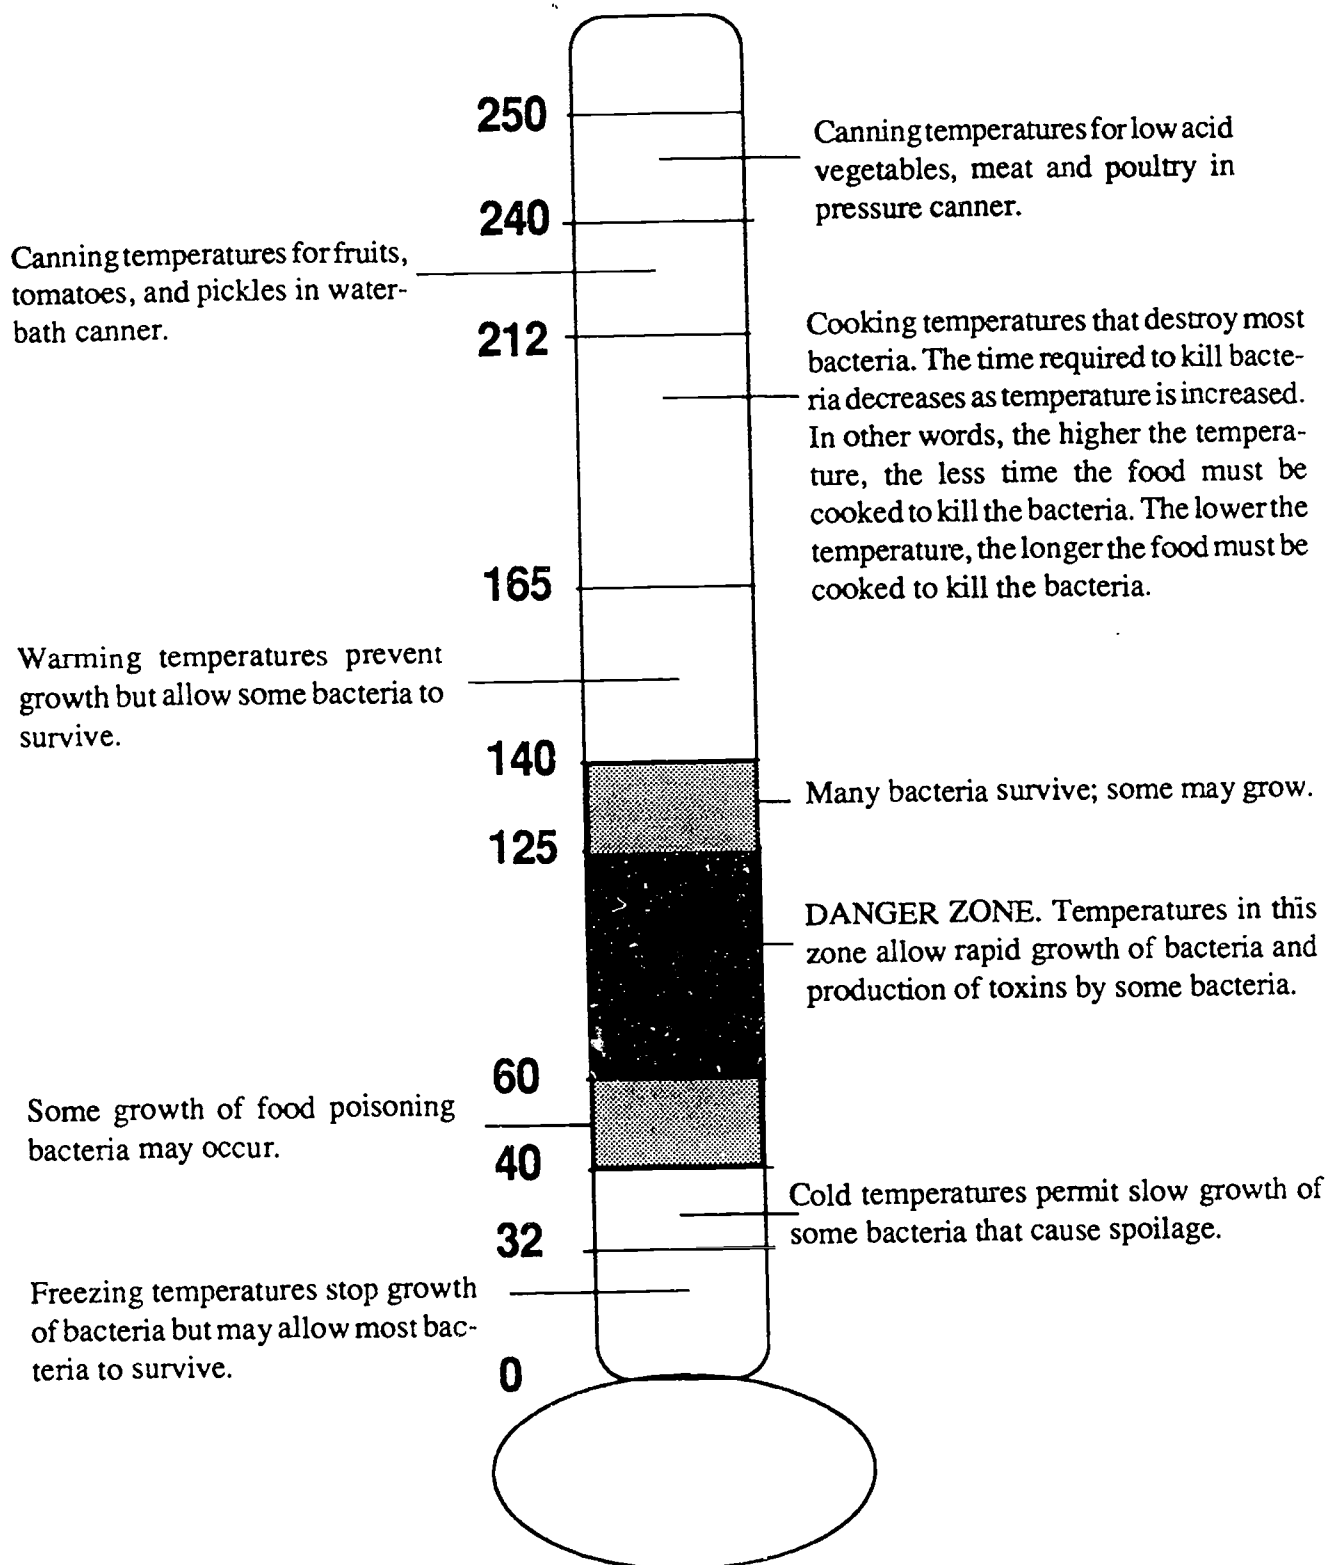 250
Canning temperatures for low acid
vegetables, meat and poultry in
pressure canner.
240
Canning temperatures for fruits,
tomatoes, and pickles in water-
bath canner.
212
Cooking temperatures that destroy most
bacteria. The time required to kill bacte-
ria decreases as temperature is increased.
In other words, the higher the tempera-
ture, the less time the food must be
cooked to kill the bacteria. The lower the
temperature, the longer the food must be
cooked to kill the bacteria.
165
Warming temperatures prevent
growth but allow some bacteria to
survive.
140
Many bacteria survive; some may grow.
125
DANGER ZONE. Temperatures in this
zone allow rapid growth of bacteria and
production of toxins by some bacteria.
60
Some growth of food poisoning
bacteria may occur.
40
Cold temperatures permit slow growth of
some bacteria that cause spoilage.
32
Freezing temperatures stop growth
of bacteria but may allow most bac-
teria to survive.
0